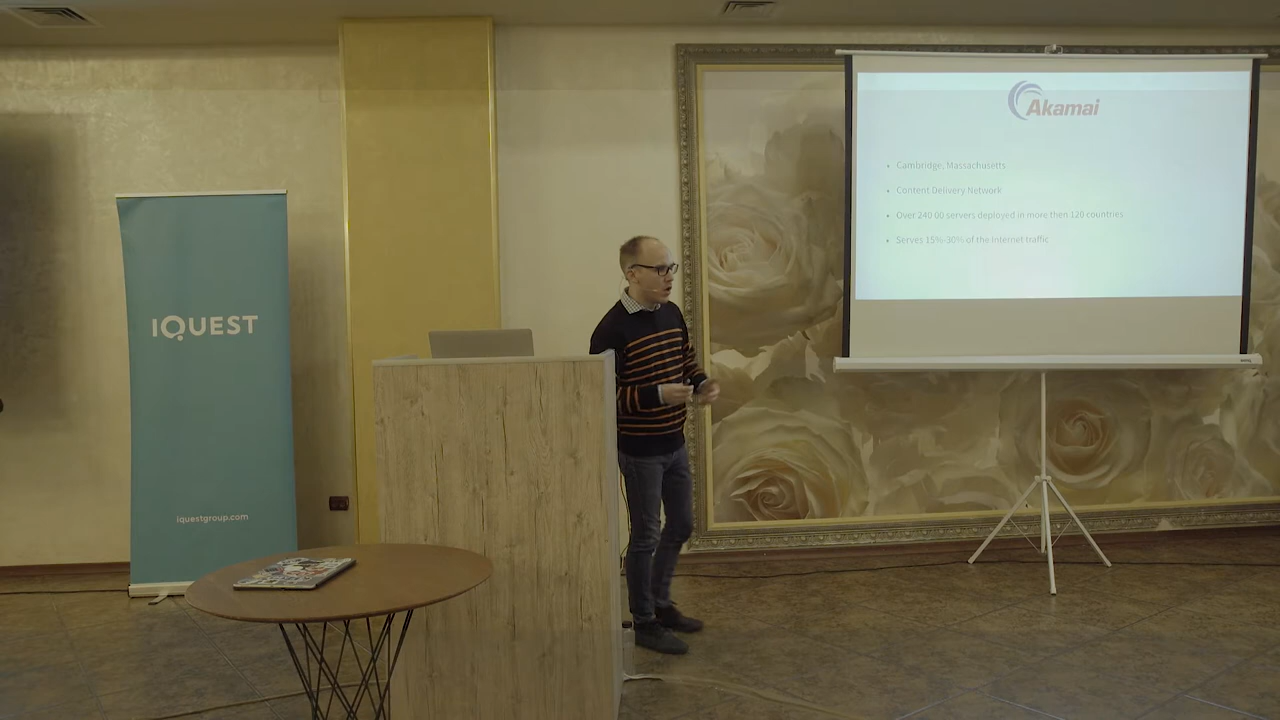 IQUEST
iquestgroup.com
Akamai
Cambridge, Massachusetts
Content Delivery Network
Over 240 00 servers deployed in more then 120 countries
Serves 15%-30% of the Internet traffic